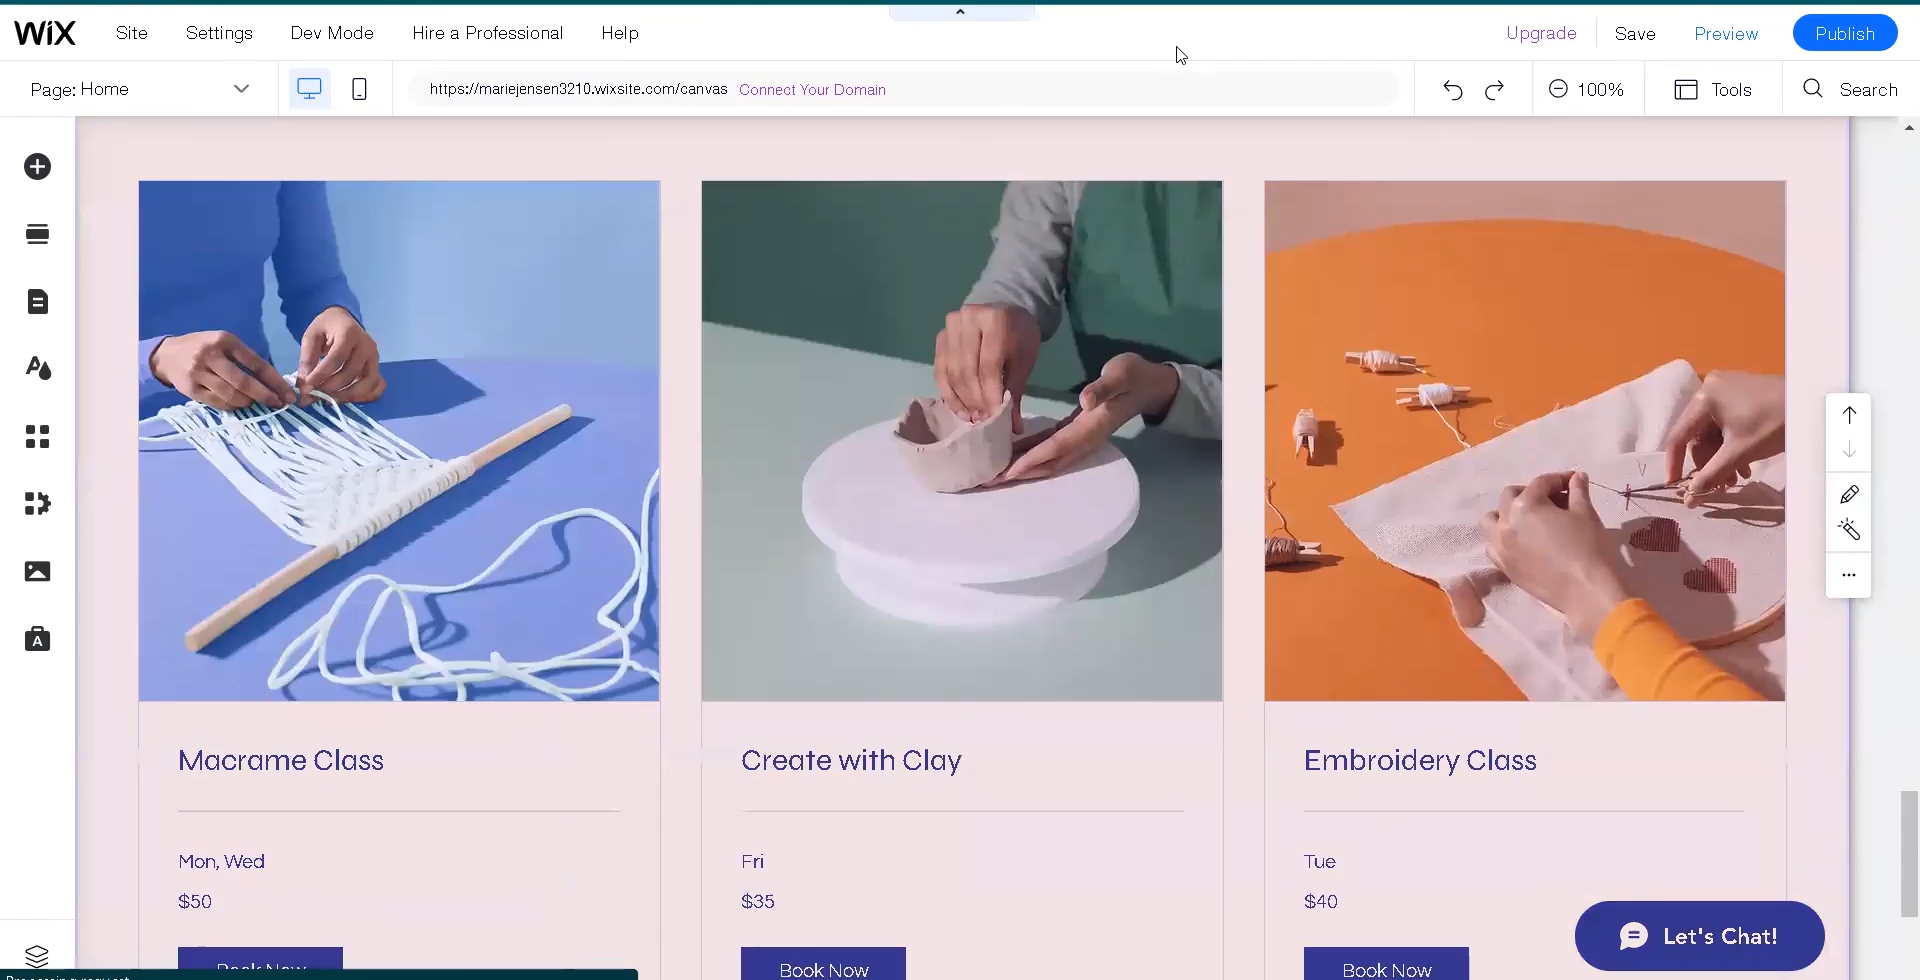 WiX Site Settings Dev Mode Hire a Professional Help Upgrade Save Preview Publish
Page: Home https://mariejensen3210.wixsite.com/canvas Connect Your Domain 100% Tools Search
Macrame Class
Mon, Wed
$50
Book Now
Create with Clay
Fri
$35
Book Now
Embroidery Class
Tue
$40
Book Now
Let's Chat!